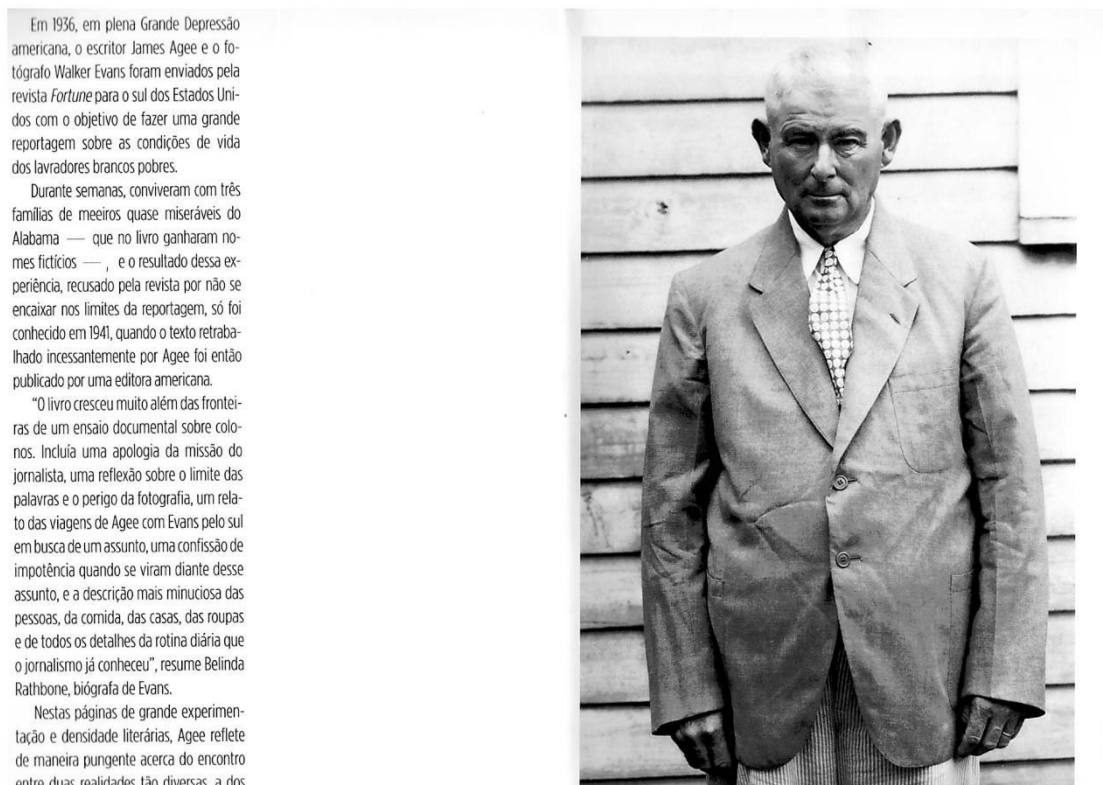 Em 1936, em plena Grande Depressão
americana, o escritor James Agee e o fo-
tógrafo Walker Evans foram enviados pela
revista Fortune para o sul dos Estados Uni-
dos com o objetivo de fazer uma grande
reportagem sobre as condições de vida
dos lavradores brancos pobres.
Durante semanas, conviveram com três
famílias de meeiros quase miseráveis do
Alabama — que no livro ganharam no-
mes fictícios — , e o resultado dessa ex-
periência, recusado pela revista por não se
encaixar nos limites da reportagem, só foi
conhecido em 1941, quando o texto retraba-
lhado incessantemente por Agee foi então
publicado por uma editora americana.
"O livro cresceu muito além das frontei-
ras de um ensaio documental sobre colo-
nos. Incluía uma apologia da missão do
jornalista, uma reflexão sobre o limite das
palavras e o perigo da fotografia, um rela-
to das viagens de Agee com Evans pelo sul
em busca de um assunto, uma confissão de
impotência quando se viram diante desse
assunto, e a descrição mais minuciosa das
pessoas, da comida, das casas, das roupas
e de todos os detalhes da rotina diária que
o jornalismo já conheceu", resume Belinda
Rathbone, biógrafa de Evans.
Nestas páginas de grande experimen-
tação e densidade literárias, Agee reflete
de maneira pungente acerca do encontro
entre duas realidades tão diversas, a dos